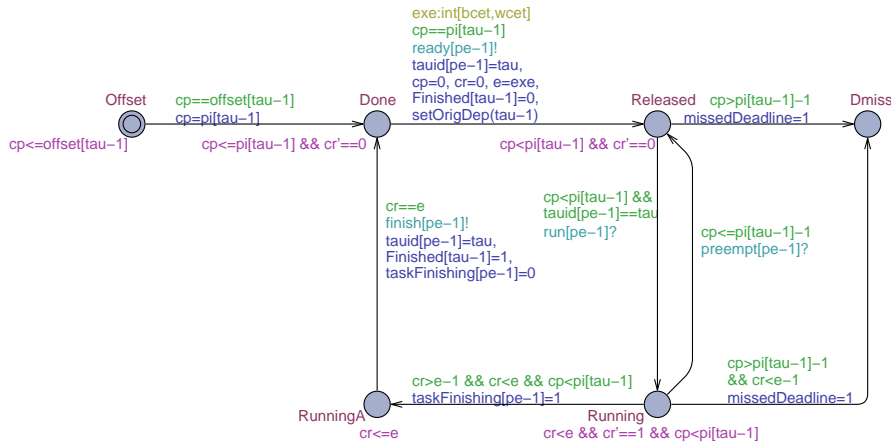 exe:int[bcet,wcet]
cp==pi[tau−1]
ready[pe−1]!
tauid[pe−1]=tau,
cp=0, cr=0, e=exe,
Finished[tau−1]=0,
setOrigDep(tau−1)
Offset
cp==offset[tau−1]
cp=pi[tau−1]
cp<=offset[tau−1]
Done
cp<=pi[tau−1] && cr'==0
Released
cp<pi[tau−1] && cr'==0
cp>pi[tau−1]−1
missedDeadline=1
Dmiss
cr==e
finish[pe−1]!
tauid[pe−1]=tau,
Finished[tau−1]=1,
taskFinishing[pe−1]=0
cp<pi[tau−1] &&
tauid[pe−1]==tau
run[pe−1]?
cp<=pi[tau−1]−1
preempt[pe−1]?
cr>e−1 && cr<e && cp<pi[tau−1]
taskFinishing[pe−1]=1
cp>pi[tau−1]−1
&& cr<e−1
missedDeadline=1
RunningA
cr<=e
Running
cr<e && cr'==1 && cp<pi[tau−1]